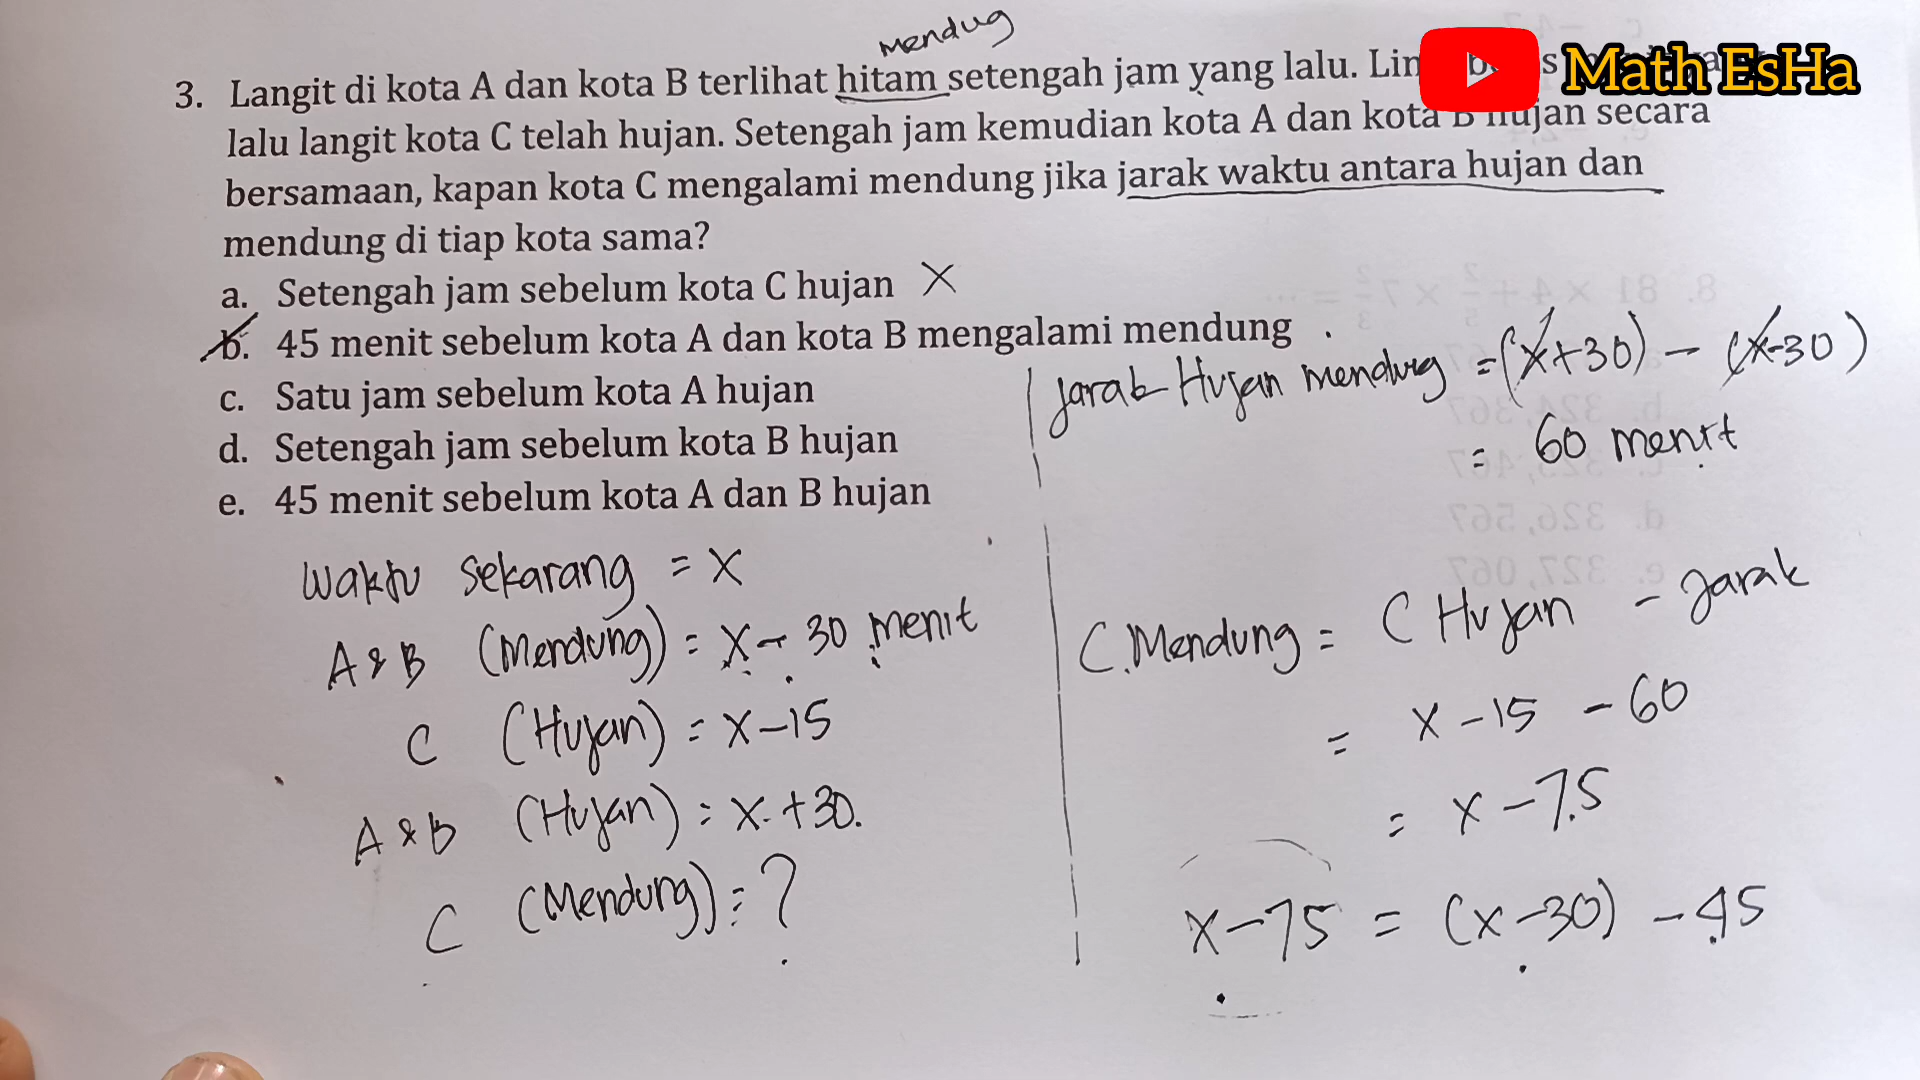 Mendug
3. Langit di kota A dan kota B terlihat hitam setengah jam yang lalu. Lin
Math EsHa
lalu langit kota C telah hujan. Setengah jam kemudian kota A dan kota B hujan secara
bersamaan, kapan kota C mengalami mendung jika jarak waktu antara hujan dan
mendung di tiap kota sama?
a. Setengah jam sebelum kota C hujan X
b. 45 menit sebelum kota A dan kota B mengalami mendung
c. Satu jam sebelum kota A hujan
d. Setengah jam sebelum kota B hujan
e. 45 menit sebelum kota A dan B hujan
Jarak Hujan mendung = (x+30) - (x-30)
= 60 menit
Waktu sekarang = x
A & B (Mendung) = x - 30 menit
C (Hujan) = x-15
A & B (Hujan) = x+30.
C (Mendung) = ?
C.Mendung = C Hujan - Jarak
= x - 15 - 60
= x - 75
x - 75 = (x-30) - 45